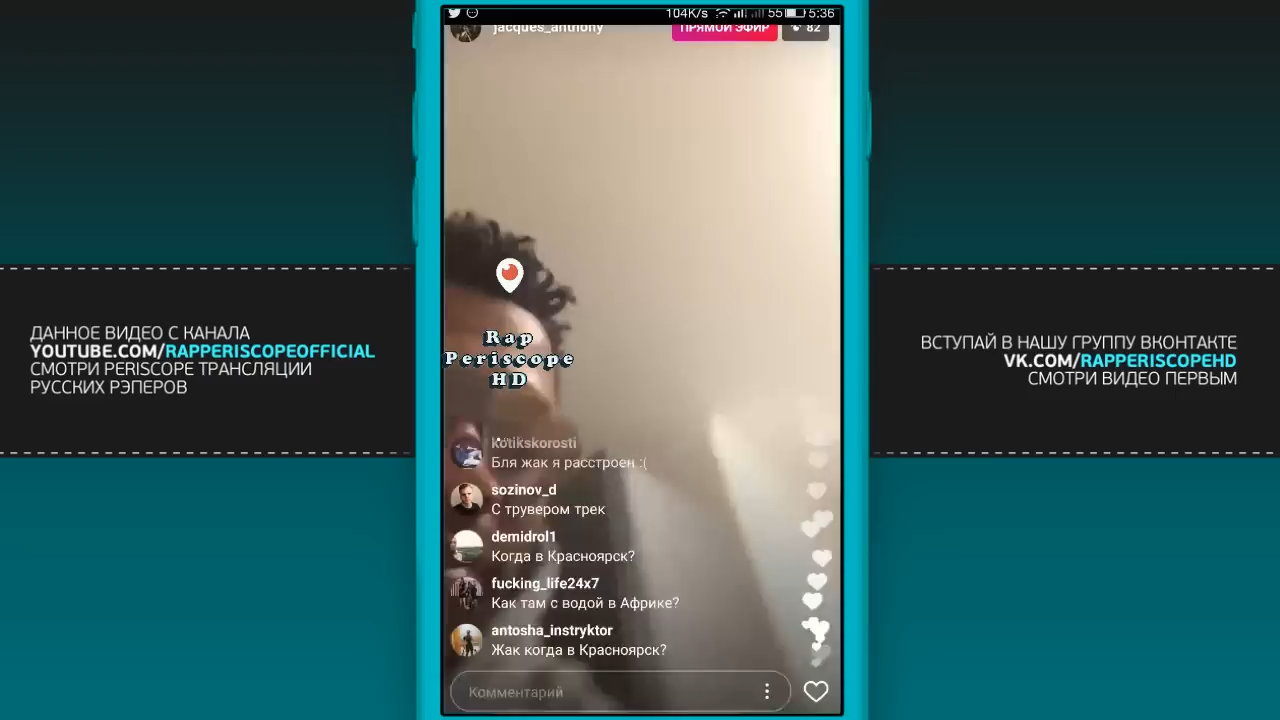 104K/s 55 5:36
jacques_anthony ПРЯМОЙ ЭФИР 82
ДАННОЕ ВИДЕО С КАНАЛА
YOUTUBE.COM/RAPPERISCOPEOFFICIAL
СМОТРИ PERISCOPE ТРАНСЛЯЦИИ
РУССКИХ РЭПЕРОВ
Rap
Periscope
HD
kotikskorosti
Бля жак я расстроен :(
sozinov_d
С трувером трек
demidrol1
Когда в Красноярск?
fucking_life24x7
Как там с водой в Африке?
antosha_instryktor
Жак когда в Красноярск?
Комментарий
ВСТУПАЙ В НАШУ ГРУППУ ВКОНТАКТЕ
VK.COM/RAPPERISCOPEHD
СМОТРИ ВИДЕО ПЕРВЫМ